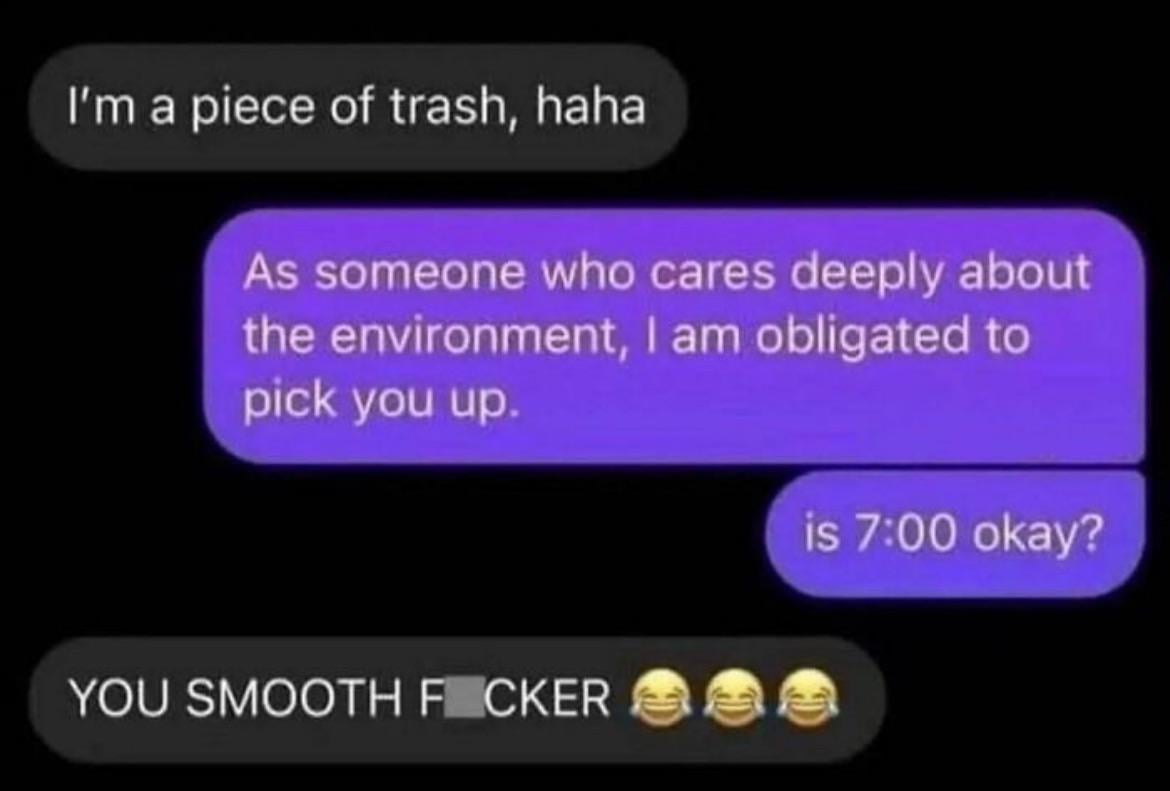 I'm a piece of trash, haha
As someone who cares deeply about
the environment, I am obligated to
pick you up.
is 7:00 okay?
YOU SMOOTH F CKER 😂😂😂